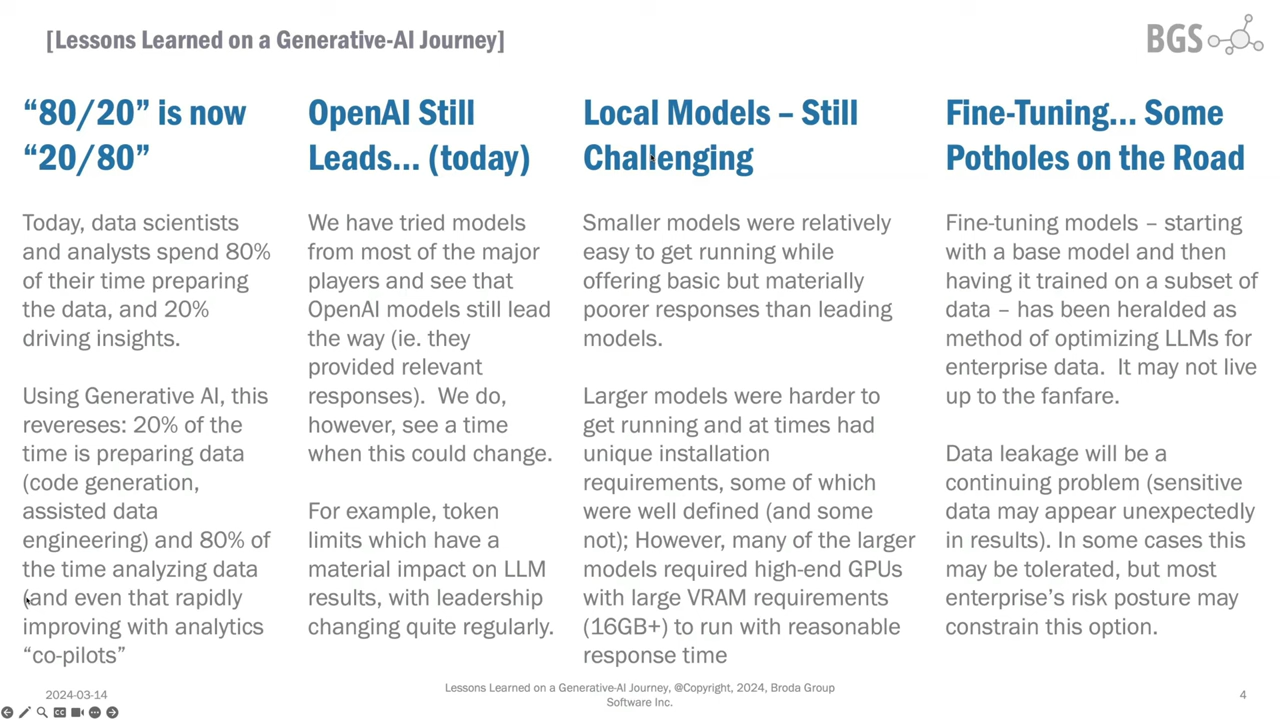 [Lessons Learned on a Generative-AI Journey]
BGS
“80/20” is now
“20/80”
Today, data scientists
and analysts spend 80%
of their time preparing
the data, and 20%
driving insights.
Using Generative AI, this
revereses: 20% of the
time is preparing data
(code generation,
assisted data
engineering) and 80% of
the time analyzing data
(and even that rapidly
improving with analytics
“co-pilots”
OpenAI Still
Leads... (today)
We have tried models
from most of the major
players and see that
OpenAI models still lead
the way (ie. they
provided relevant
responses).  We do,
however, see a time
when this could change.
For example, token
limits which have a
material impact on LLM
results, with leadership
changing quite regularly.
Local Models – Still
Challenging
Smaller models were relatively
easy to get running while
offering basic but materially
poorer responses than leading
models.
Larger models were harder to
get running and at times had
unique installation
requirements, some of which
were well defined (and some
not); However, many of the larger
models required high-end GPUs
with large VRAM requirements
(16GB+) to run with reasonable
response time
Fine-Tuning... Some
Potholes on the Road
Fine-tuning models – starting
with a base model and then
having it trained on a subset of
data – has been heralded as
method of optimizing LLMs for
enterprise data.  It may not live
up to the fanfare.
Data leakage will be a
continuing problem (sensitive
data may appear unexpectedly
in results). In some cases this
may be tolerated, but most
enterprise’s risk posture may
constrain this option.
2024-03-14
Lessons Learned on a Generative-AI Journey, @Copyright, 2024, Broda Group
Software Inc.
4